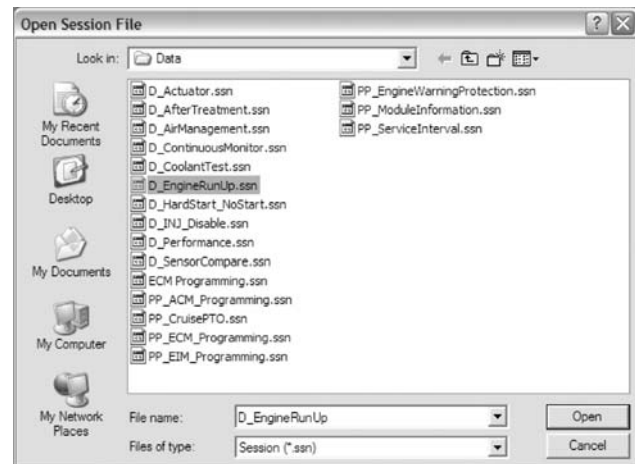 Open Session File
Look in: Data
My Recent Documents
Desktop
My Documents
My Computer
My Network Places
D_Actuator.ssn
D_AfterTreatment.ssn
D_AirManagement.ssn
D_ContinuousMonitor.ssn
D_CoolantTest.ssn
D_EngineRunUp.ssn
D_HardStart_NoStart.ssn
D_INJ_Disable.ssn
D_Performance.ssn
D_SensorCompare.ssn
ECM Programming.ssn
PP_ACM_Programming.ssn
PP_CruisePTO.ssn
PP_ECM_Programming.ssn
PP_EIM_Programming.ssn
PP_EngineWarningProtection.ssn
PP_ModuleInformation.ssn
PP_ServiceInterval.ssn
File name: D_EngineRunUp Open
Files of type: Session (*.ssn) Cancel